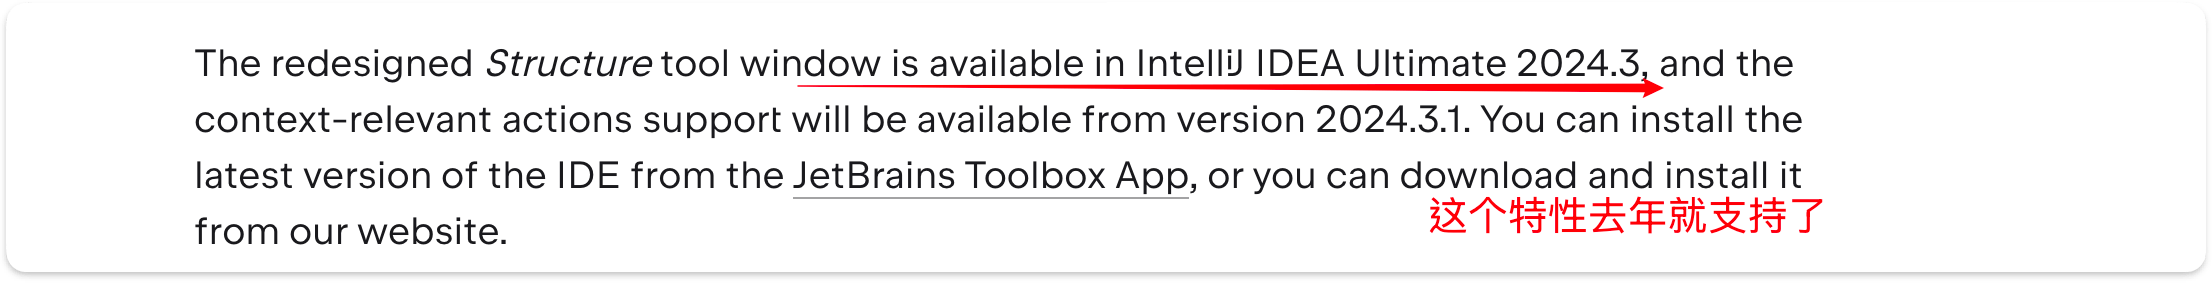 The redesigned Structure tool window is available in IntelliJ IDEA Ultimate 2024.3, and the
context-relevant actions support will be available from version 2024.3.1. You can install the
latest version of the IDE from the JetBrains Toolbox App, or you can download and install it
这个特性去年就支持了
from our website.